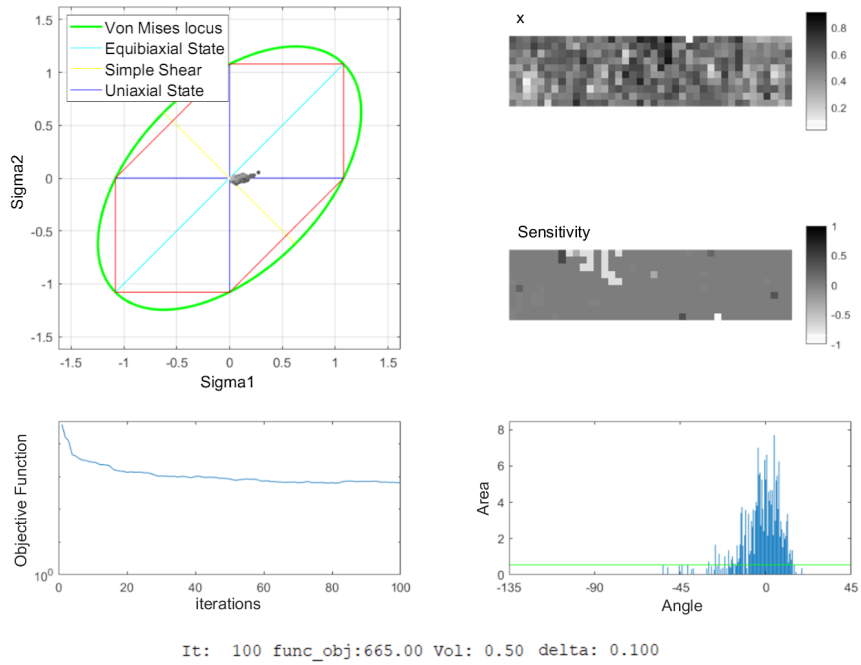 Von Mises locus
Equibiaxial State
Simple Shear
Uniaxial State
1.5
1
0.5
0
-0.5
-1
-1.5
Sigma2
-1.5 -1 -0.5 0 0.5 1 1.5
Sigma1
x
0.8
0.6
0.4
0.2
Sensitivity
1
0.5
0
-0.5
-1
Objective Function
10⁰
0 20 40 60 80 100
iterations
8
6
4
2
0
Area
-135 -90 -45 0 45
Angle
It: 100 func_obj:665.00 Vol: 0.50 delta: 0.100